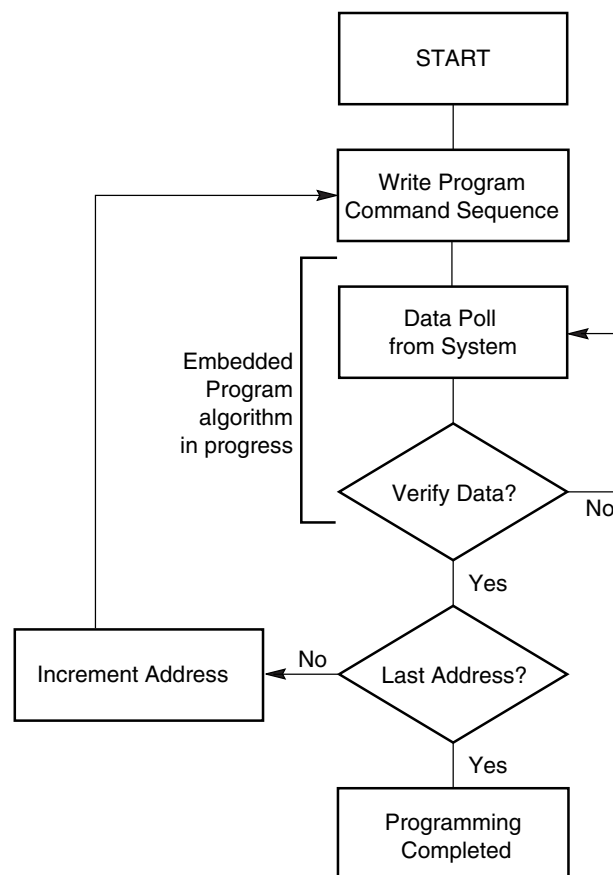 START
Write Program
Command Sequence
Data Poll
from System
Embedded
Program
algorithm
in progress
Verify Data?
No
Yes
Increment Address
No
Last Address?
Yes
Programming
Completed